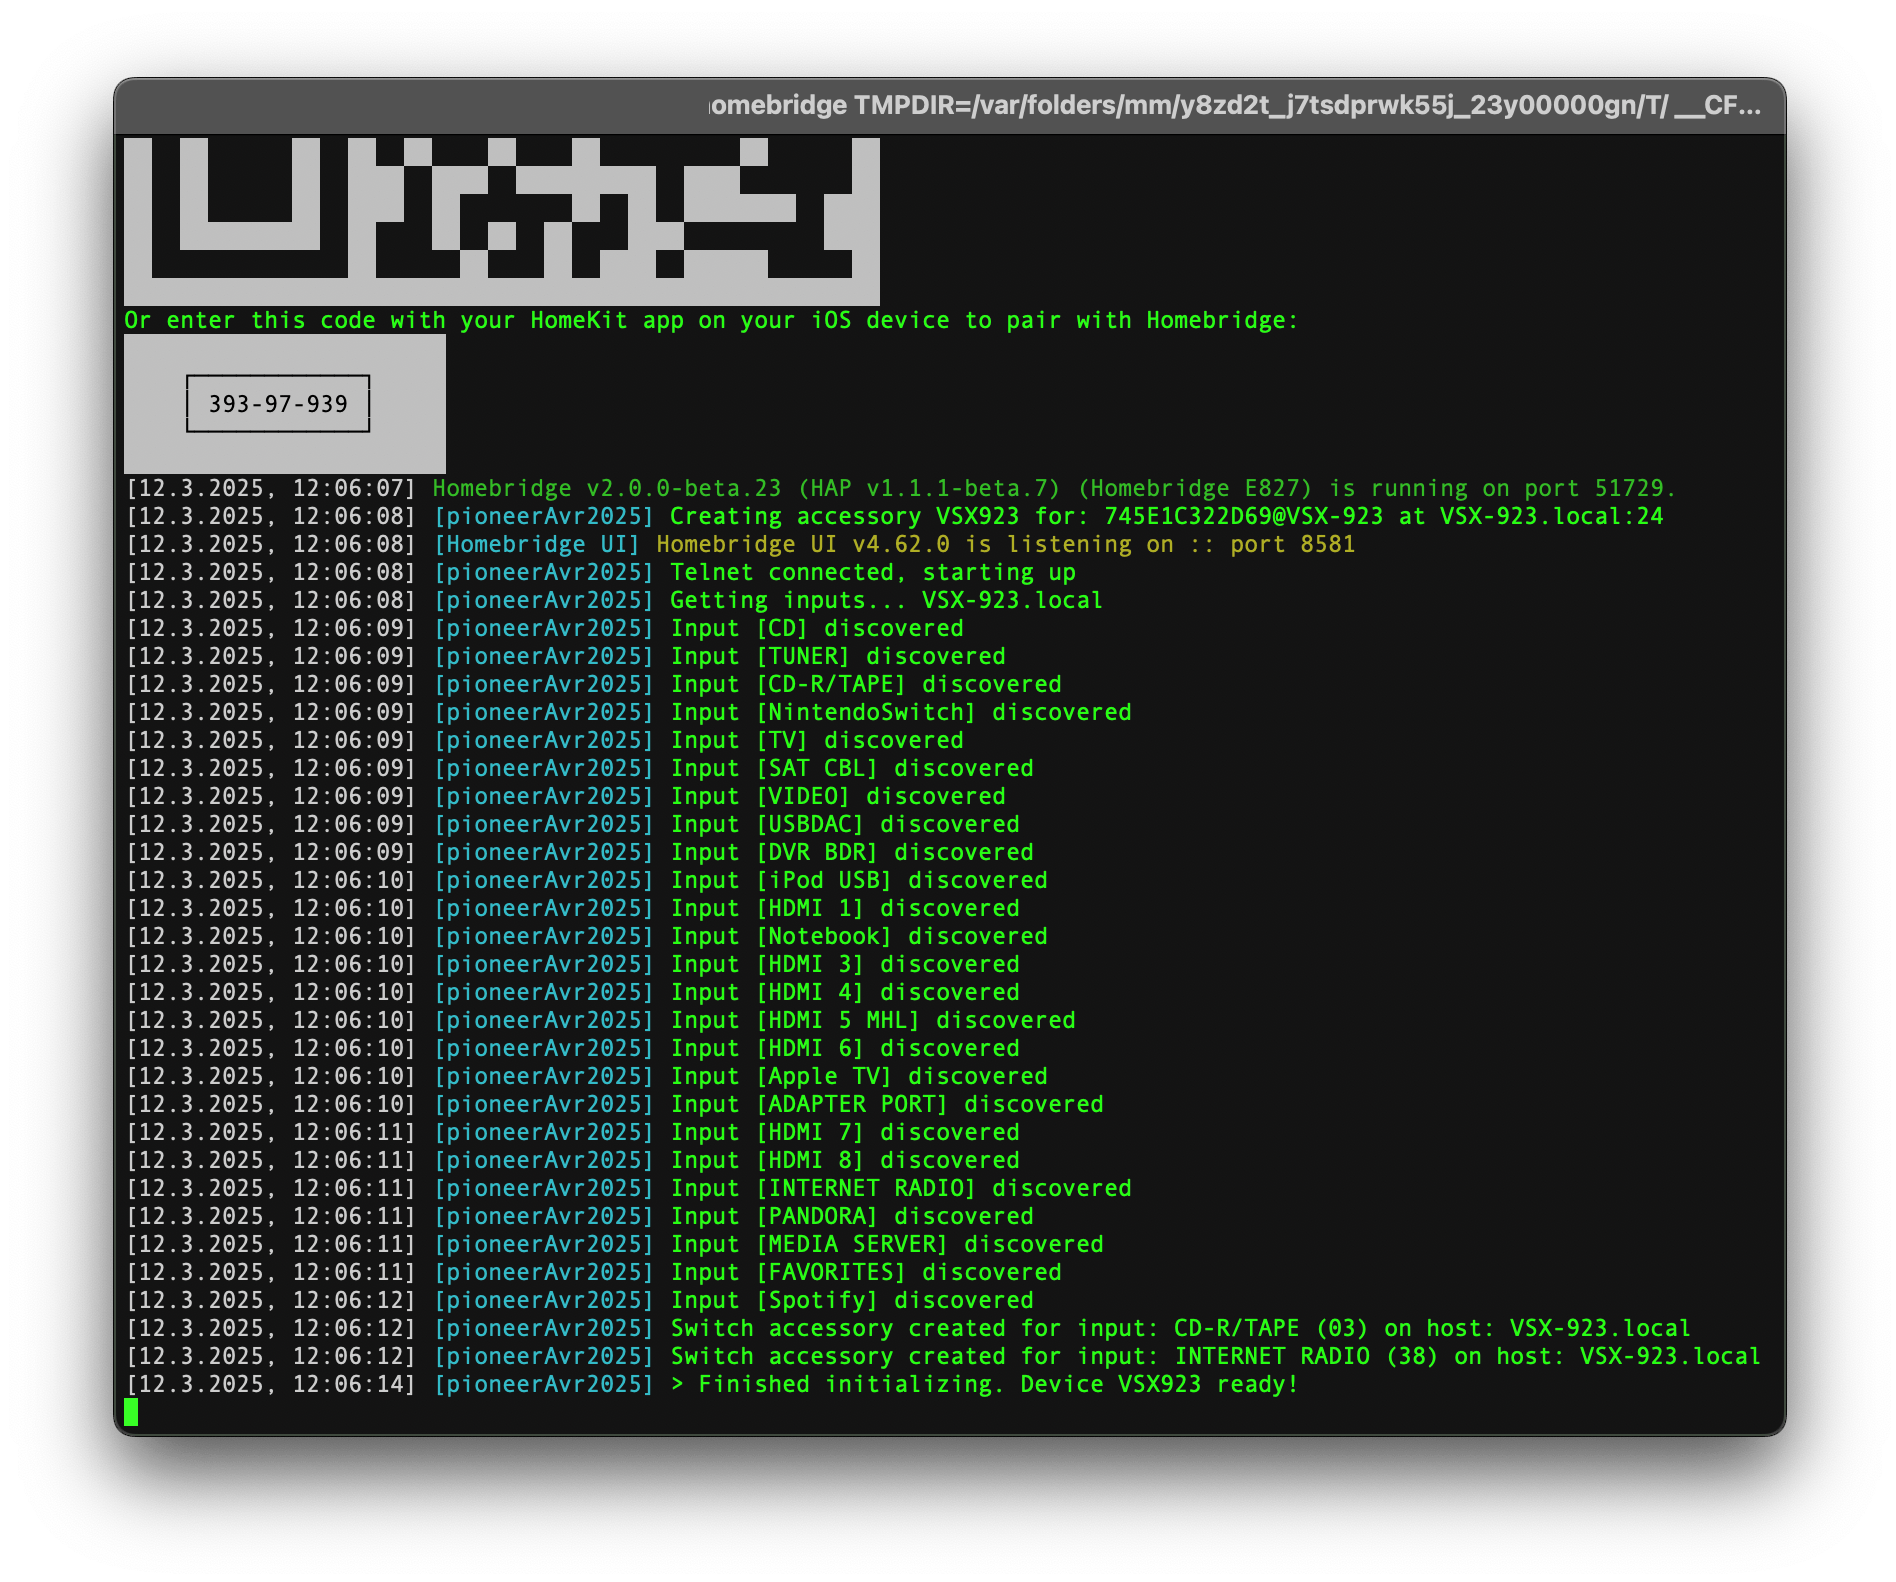 omebridge TMPDIR=/var/folders/mm/y8zd2t_j7tsdprwk55j_23y00000gn/T/ __CF...
Or enter this code with your HomeKit app on your iOS device to pair with Homebridge:
393-97-939
[12.3.2025, 12:06:07] Homebridge v2.0.0-beta.23 (HAP v1.1.1-beta.7) (Homebridge E827) is running on port 51729.
[12.3.2025, 12:06:08] [pioneerAvr2025] Creating accessory VSX923 for: 745E1C322D69@VSX-923 at VSX-923.local:24
[12.3.2025, 12:06:08] [Homebridge UI] Homebridge UI v4.62.0 is listening on :: port 8581
[12.3.2025, 12:06:08] [pioneerAvr2025] Telnet connected, starting up
[12.3.2025, 12:06:08] [pioneerAvr2025] Getting inputs... VSX-923.local
[12.3.2025, 12:06:09] [pioneerAvr2025] Input [CD] discovered
[12.3.2025, 12:06:09] [pioneerAvr2025] Input [TUNER] discovered
[12.3.2025, 12:06:09] [pioneerAvr2025] Input [CD-R/TAPE] discovered
[12.3.2025, 12:06:09] [pioneerAvr2025] Input [NintendoSwitch] discovered
[12.3.2025, 12:06:09] [pioneerAvr2025] Input [TV] discovered
[12.3.2025, 12:06:09] [pioneerAvr2025] Input [SAT CBL] discovered
[12.3.2025, 12:06:09] [pioneerAvr2025] Input [VIDEO] discovered
[12.3.2025, 12:06:09] [pioneerAvr2025] Input [USBDAC] discovered
[12.3.2025, 12:06:09] [pioneerAvr2025] Input [DVR BDR] discovered
[12.3.2025, 12:06:10] [pioneerAvr2025] Input [iPod USB] discovered
[12.3.2025, 12:06:10] [pioneerAvr2025] Input [HDMI 1] discovered
[12.3.2025, 12:06:10] [pioneerAvr2025] Input [Notebook] discovered
[12.3.2025, 12:06:10] [pioneerAvr2025] Input [HDMI 3] discovered
[12.3.2025, 12:06:10] [pioneerAvr2025] Input [HDMI 4] discovered
[12.3.2025, 12:06:10] [pioneerAvr2025] Input [HDMI 5 MHL] discovered
[12.3.2025, 12:06:10] [pioneerAvr2025] Input [HDMI 6] discovered
[12.3.2025, 12:06:10] [pioneerAvr2025] Input [Apple TV] discovered
[12.3.2025, 12:06:10] [pioneerAvr2025] Input [ADAPTER PORT] discovered
[12.3.2025, 12:06:11] [pioneerAvr2025] Input [HDMI 7] discovered
[12.3.2025, 12:06:11] [pioneerAvr2025] Input [HDMI 8] discovered
[12.3.2025, 12:06:11] [pioneerAvr2025] Input [INTERNET RADIO] discovered
[12.3.2025, 12:06:11] [pioneerAvr2025] Input [PANDORA] discovered
[12.3.2025, 12:06:11] [pioneerAvr2025] Input [MEDIA SERVER] discovered
[12.3.2025, 12:06:11] [pioneerAvr2025] Input [FAVORITES] discovered
[12.3.2025, 12:06:12] [pioneerAvr2025] Input [Spotify] discovered
[12.3.2025, 12:06:12] [pioneerAvr2025] Switch accessory created for input: CD-R/TAPE (03) on host: VSX-923.local
[12.3.2025, 12:06:12] [pioneerAvr2025] Switch accessory created for input: INTERNET RADIO (38) on host: VSX-923.local
[12.3.2025, 12:06:14] [pioneerAvr2025] > Finished initializing. Device VSX923 ready!